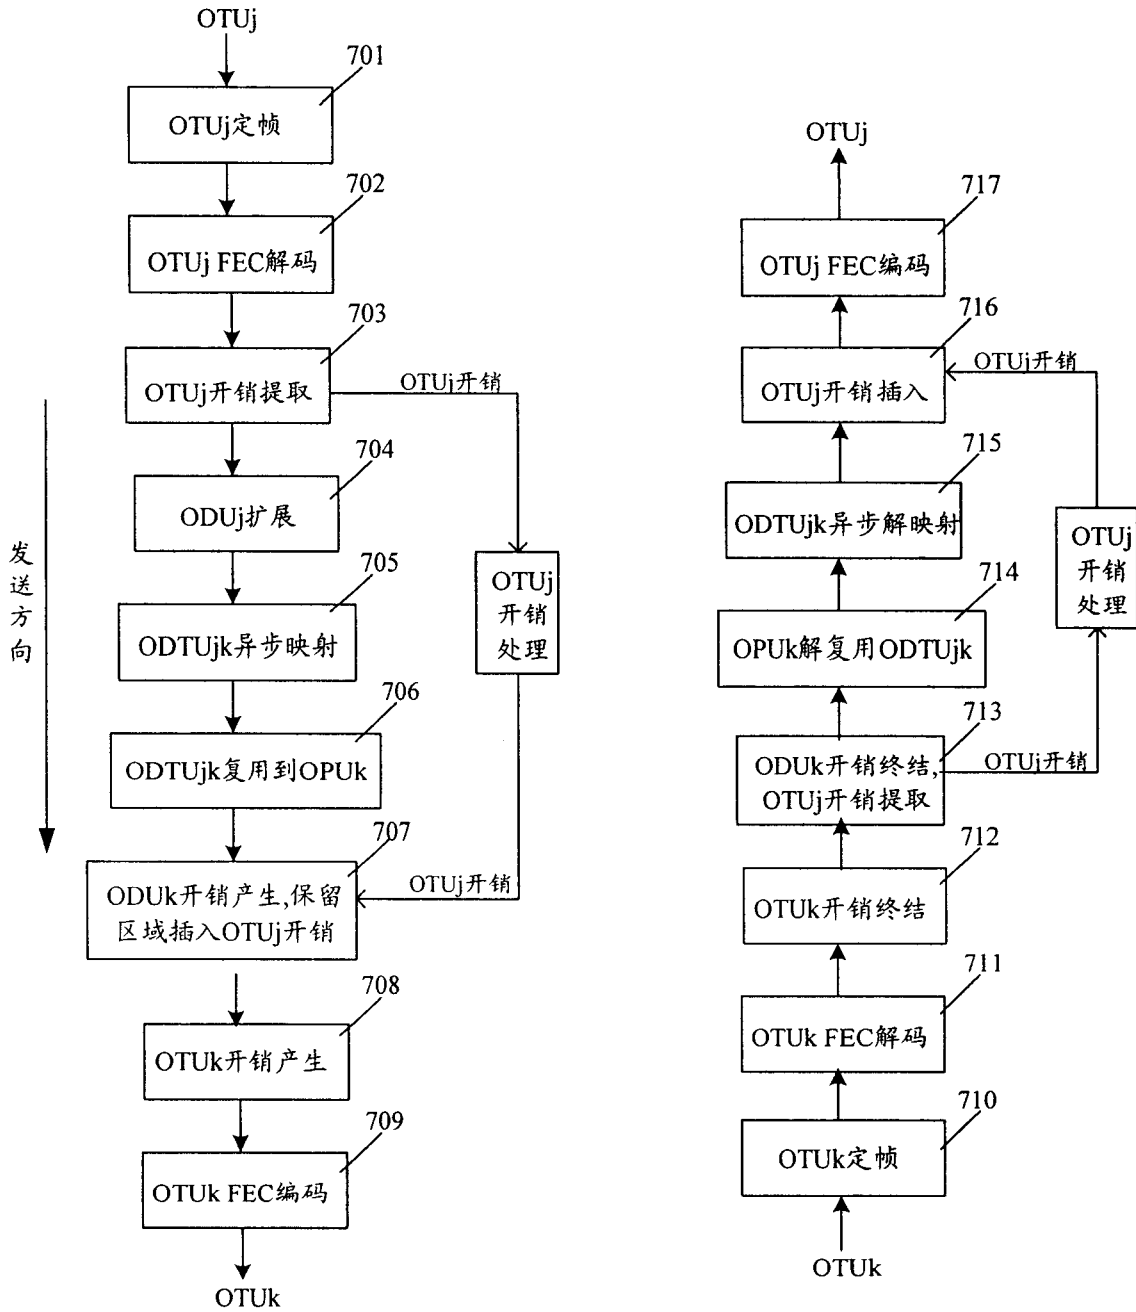 OTUj
701
OTUj定帧
702
OTUj FEC解码
703
OTUj开销提取
OTUj开销
704
ODUj扩展
705
ODTUjk异步映射
OTUj
开销
处理
706
ODTUjk复用到OPUk
707
ODUk开销产生,保留
区域插入OTUj开销
OTUj开销
708
OTUk开销产生
709
OTUk FEC编码
OTUk
发送方向
OTUj
717
OTUj FEC编码
716
OTUj开销插入
OTUj开销
715
ODTUjk异步解映射
OTUj
开销
处理
714
OPUk解复用ODTUjk
713
ODUk开销终结,
OTUj开销提取
OTUj开销
712
OTUk开销终结
711
OTUk FEC解码
710
OTUk定帧
OTUk